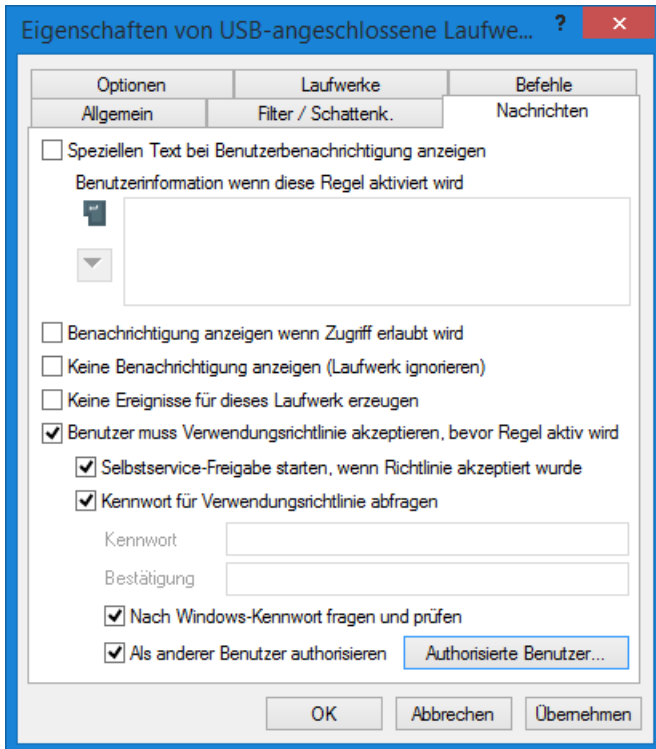 Eigenschaften von USB-angeschlossene Laufwe... ? ×
Optionen Laufwerke Befehle
Allgemein Filter / Schattenk. Nachrichten
Speziellen Text bei Benutzerbenachrichtigung anzeigen
Benutzerinformation wenn diese Regel aktiviert wird
Benachrichtigung anzeigen wenn Zugriff erlaubt wird
Keine Benachrichtigung anzeigen (Laufwerk ignorieren)
Keine Ereignisse für dieses Laufwerk erzeugen
Benutzer muss Verwendungsrichtlinie akzeptieren, bevor Regel aktiv wird
Selbstservice-Freigabe starten, wenn Richtlinie akzeptiert wurde
Kennwort für Verwendungsrichtlinie abfragen
Kennwort
Bestätigung
Nach Windows-Kennwort fragen und prüfen
Als anderer Benutzer authorisieren Authorisierte Benutzer...
OK Abbrechen Übernehmen